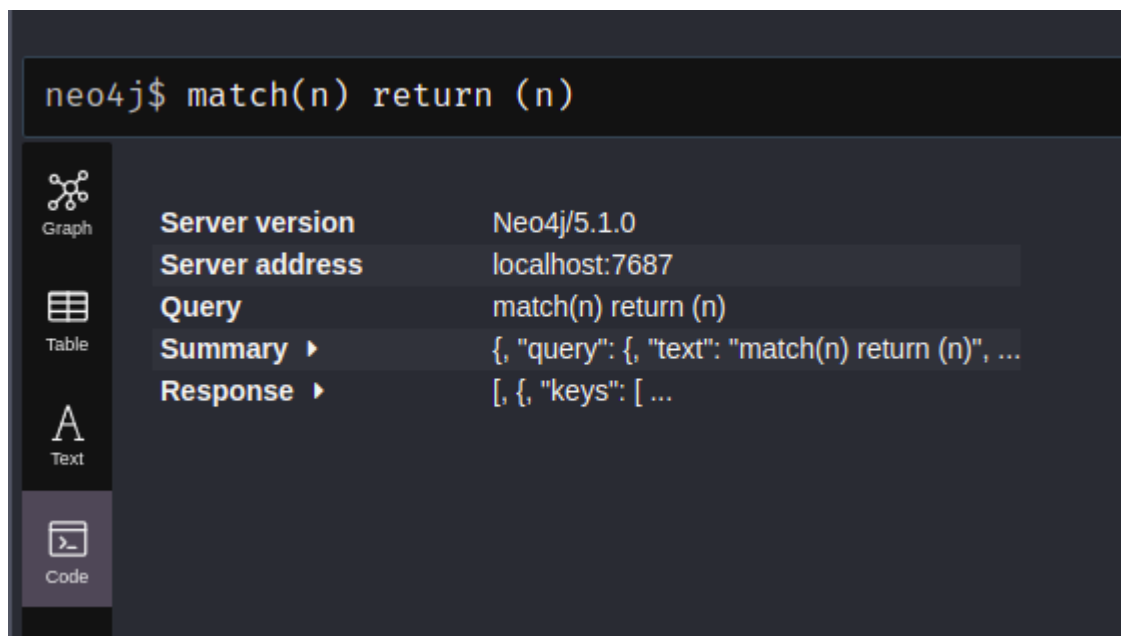 neo4j$ match(n) return (n)
Graph
Table
Text
Code
Server version Neo4j/5.1.0
Server address localhost:7687
Query match(n) return (n)
Summary {, "query": {, "text": "match(n) return (n)", ...
Response [, {, "keys": [ ...